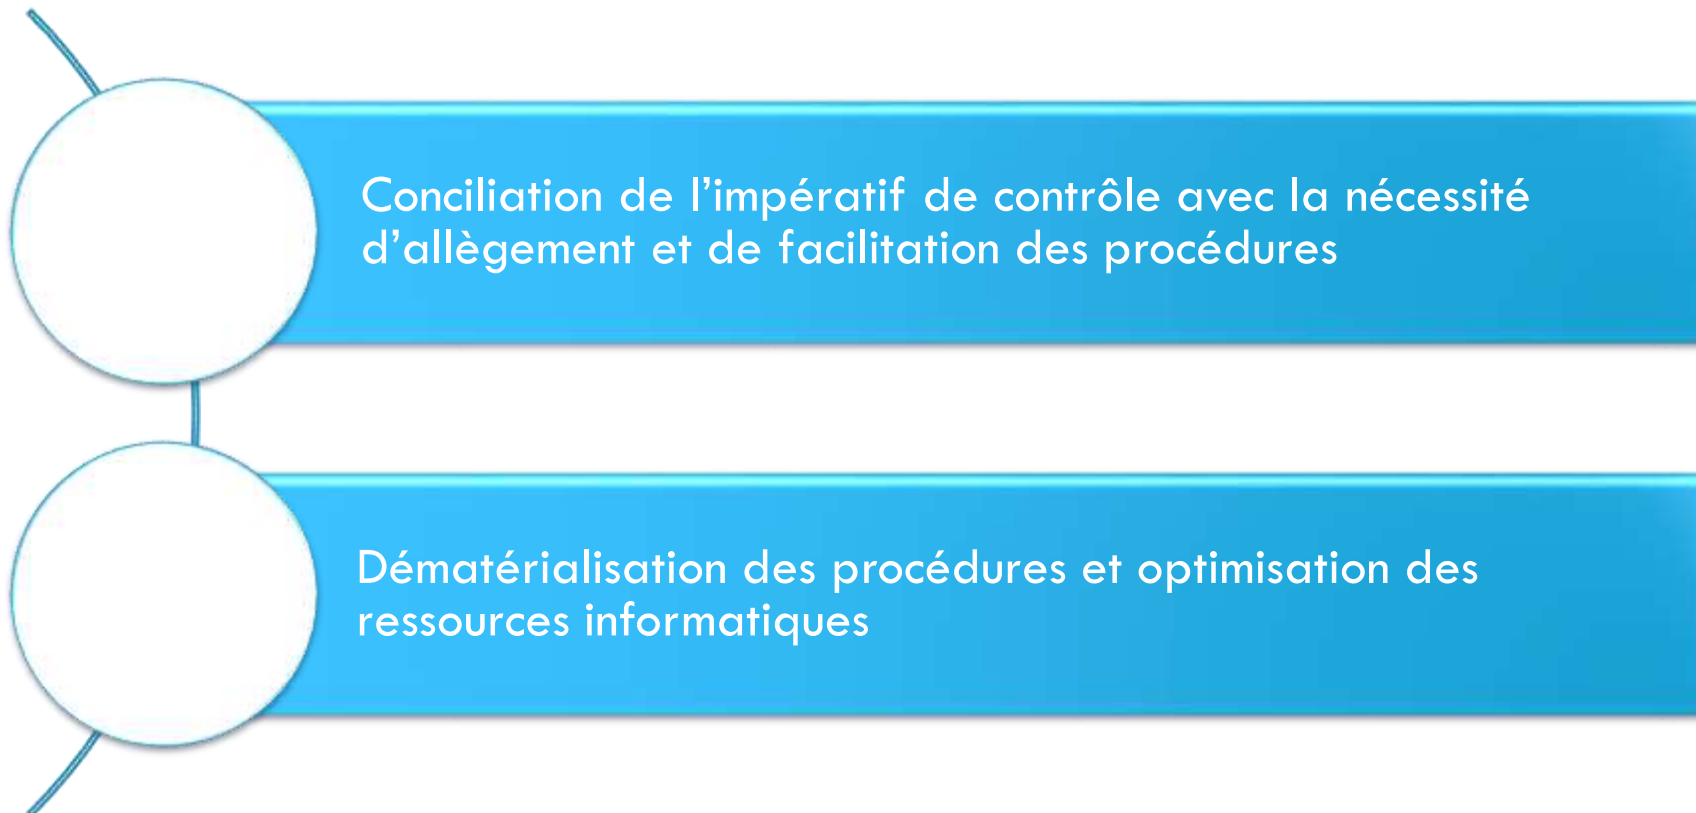 Conciliation de l’impératif de contrôle avec la nécessité
d’allègement et de facilitation des procédures
Dématérialisation des procédures et optimisation des
ressources informatiques